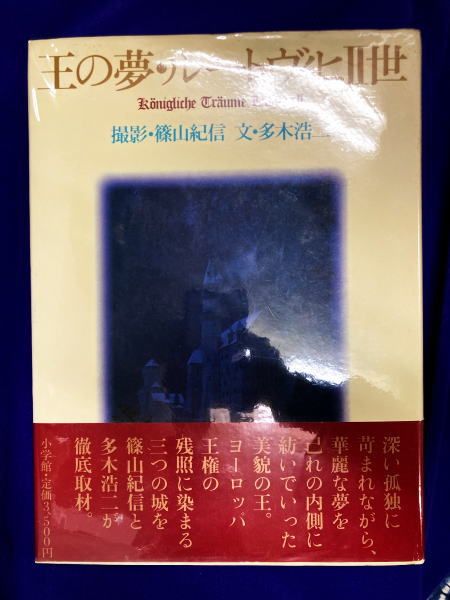 王の夢・ルートヴィヒII世
Königliche Träume
撮影・篠山紀信 文・多木浩二
深い孤独に
苛まれながら、
華麗な夢を
己れの内側に
紡いでいった
美貌の王。
ヨーロッパ
王権の
残照に染まる
三つの城を
篠山紀信と
多木浩二が
徹底取材。
小学館・定価3,500円